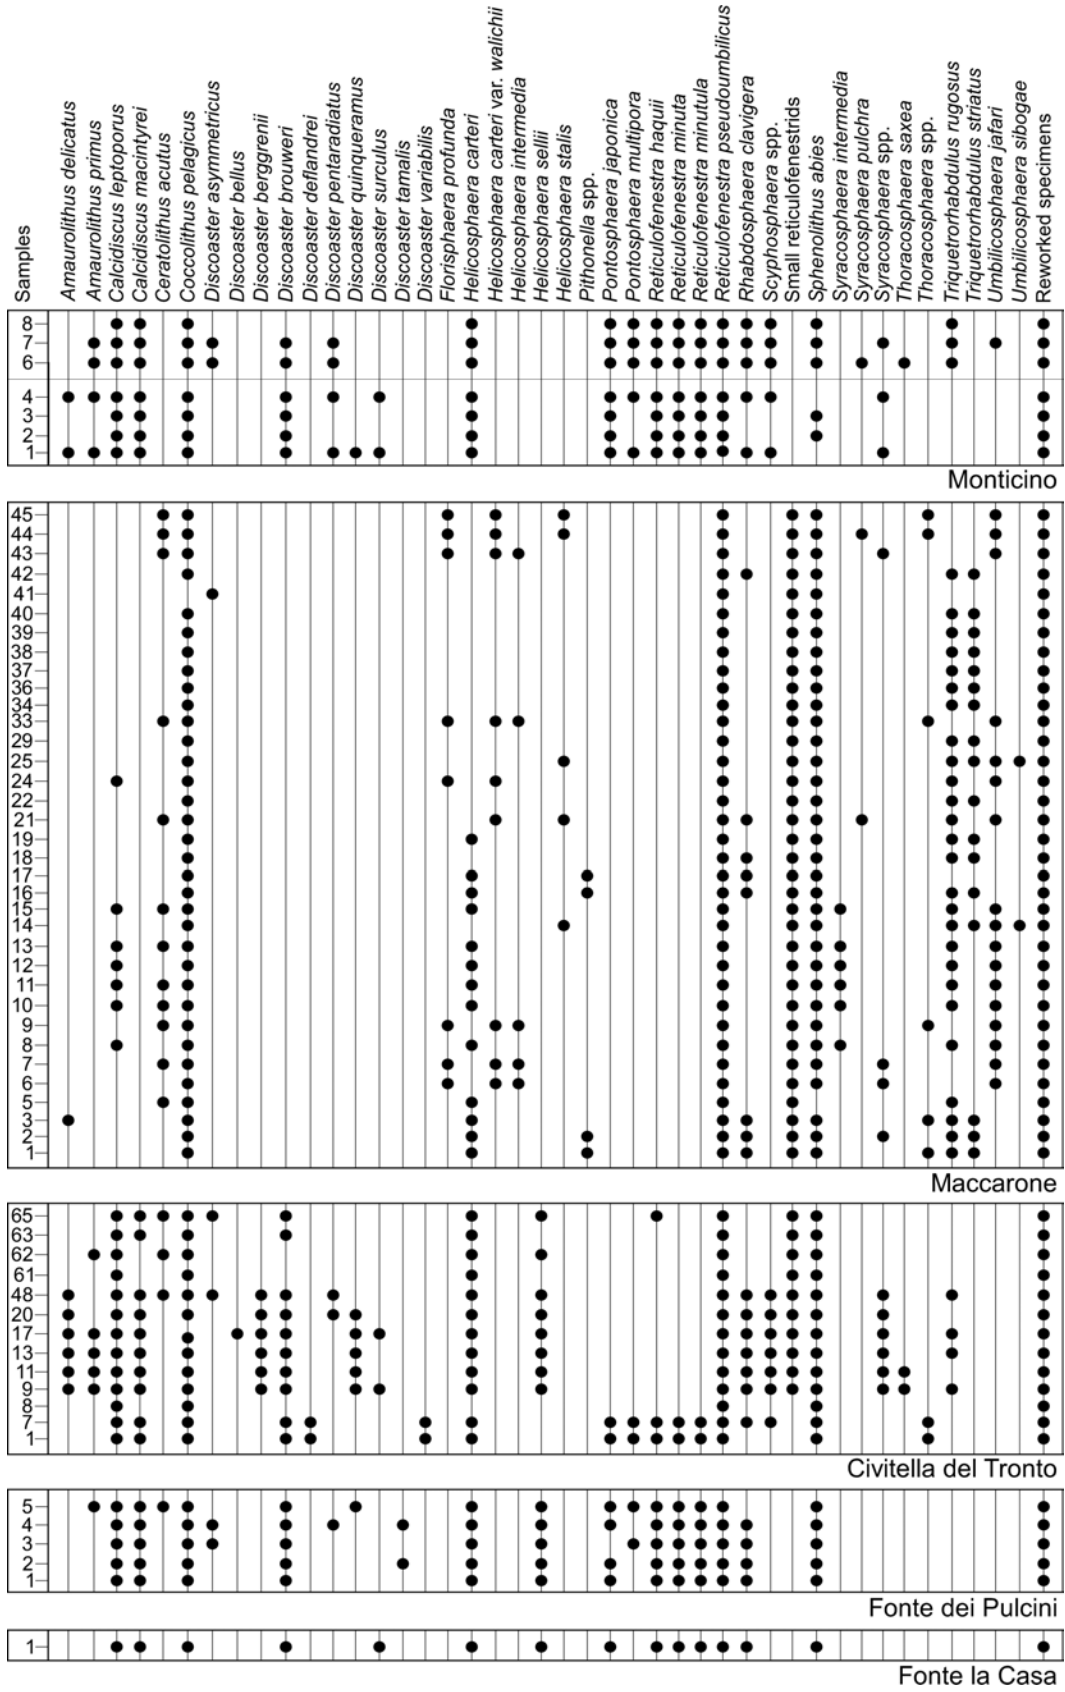 Samples
Amaurolithus delicatus
Amaurolithus primus
Calcidiscus leptoporus
Calcidiscus macintyrei
Ceratolithus acutus
Coccolithus pelagicus
Discoaster asymmetricus
Discoaster bellus
Discoaster berggrenii
Discoaster brouweri
Discoaster deflandrei
Discoaster pentaradiatus
Discoaster quinqueramus
Discoaster surculus
Discoaster tamalis
Discoaster variabilis
Florisphaera profunda
Helicosphaera carteri
Helicosphaera carteri var. walichii
Helicosphaera intermedia
Helicosphaera sellii
Helicosphaera stalis
Pithonella spp.
Pontosphaera japonica
Pontosphaera multipora
Reticulofenestra haquii
Reticulofenestra minuta
Reticulofenestra minutula
Reticulofenestra pseudoumbilicus
Rhabdosphaera clavigera
Scyphosphaera spp.
Small reticulofenestrids
Sphenolithus abies
Syracosphaera intermedia
Syracosphaera pulchra
Syracosphaera spp.
Thoracosphaera saxea
Thoracosphaera spp.
Triquetrorhabdulus rugosus
Triquetrorhabdulus striatus
Umbilicosphaera jafari
Umbilicosphaera sibogae
Reworked specimens
8
7
6
4
3
2
1
Monticino
45
44
43
42
41
40
39
38
37
36
34
33
29
25
24
22
21
19
18
17
16
15
14
13
12
11
10
9
8
7
6
5
3
2
1
Maccarone
65
63
62
61
48
20
17
13
11
9
8
7
1
Civitella del Tronto
5
4
3
2
1
Fonte dei Pulcini
1
Fonte la Casa